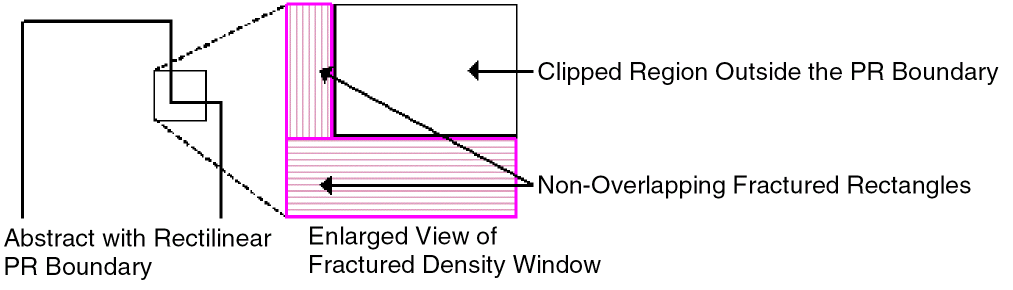 Clipped Region Outside the PR Boundary
Non-Overlapping Fractured Rectangles
Abstract with Rectilinear
PR Boundary
Enlarged View of
Fractured Density Window